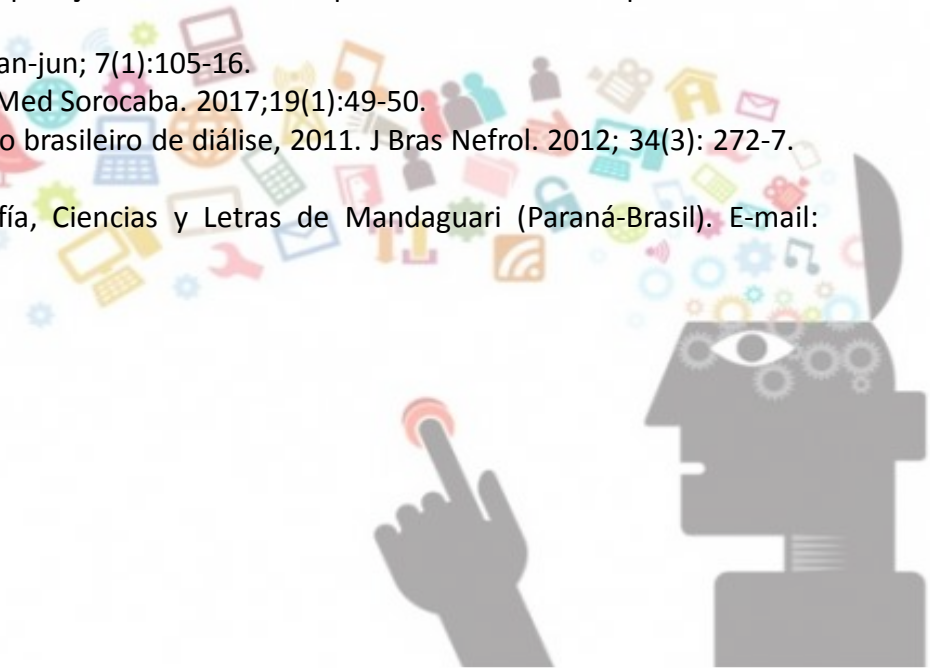 an-jun; 7(1):105-16.
Med Sorocaba. 2017;19(1):49-50.
o brasileiro de diálise, 2011. J Bras Nefrol. 2012; 34(3): 272-7.
fía, Ciencias y Letras de Mandaguari (Paraná-Brasil). E-mail: